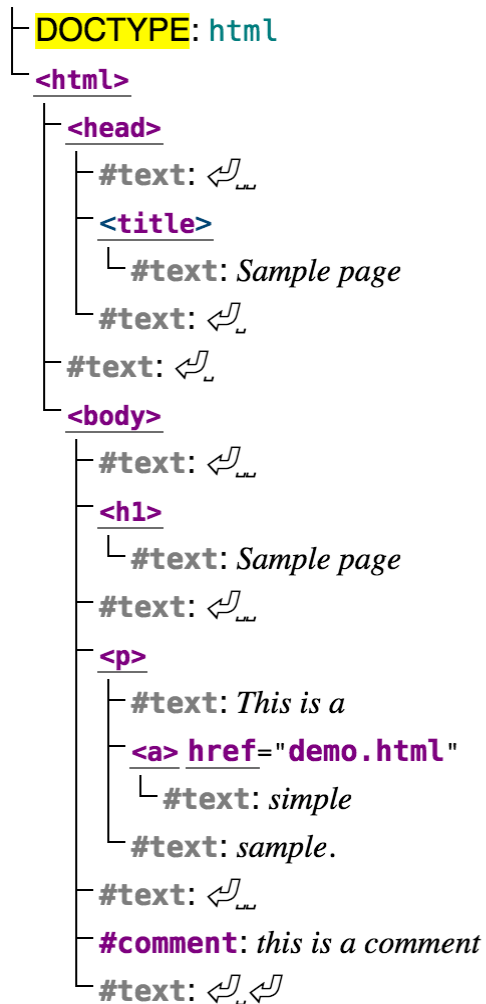 DOCTYPE: html
<html>
<head>
#text: ⏎␣␣
<title>
#text: Sample page
#text: ⏎␣
#text: ⏎␣
<body>
#text: ⏎␣␣
<h1>
#text: Sample page
#text: ⏎␣␣
<p>
#text: This is a
<a> href="demo.html"
#text: simple
#text: sample.
#text: ⏎␣␣
#comment: this is a comment
#text: ⏎␣⏎